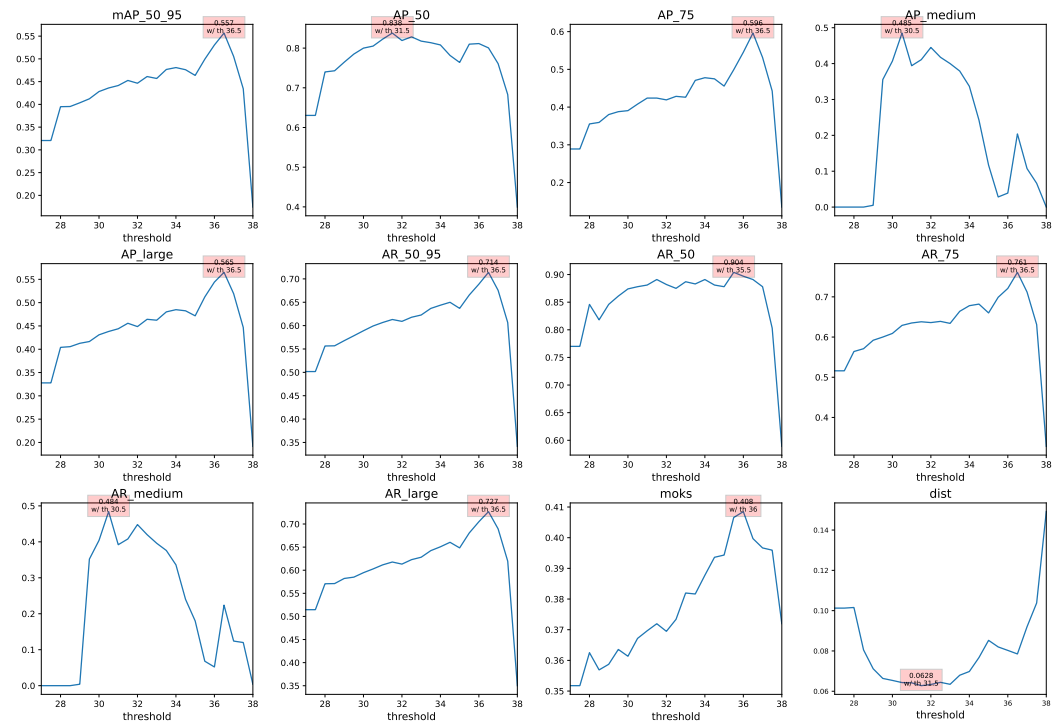 mAP_50_95
0.557
w/ th 36.5
0.55
0.50
0.45
0.40
0.35
0.30
0.25
0.20
28 30 32 34 36 38
threshold
AP_50
0.838
w/ th 31.5
0.8
0.7
0.6
0.5
0.4
28 30 32 34 36 38
threshold
AP_75
0.596
w/ th 36.5
0.6
0.5
0.4
0.3
0.2
28 30 32 34 36 38
threshold
AP_medium
0.485
w/ th 30.5
0.5
0.4
0.3
0.2
0.1
0.0
28 30 32 34 36 38
threshold
AP_large
0.565
w/ th 36.5
0.55
0.50
0.45
0.40
0.35
0.30
0.25
0.20
28 30 32 34 36 38
threshold
AR_50_95
0.714
w/ th 36.5
0.70
0.65
0.60
0.55
0.50
0.45
0.40
0.35
28 30 32 34 36 38
threshold
AR_50
0.904
w/ th 35.5
0.90
0.85
0.80
0.75
0.70
0.65
0.60
28 30 32 34 36 38
threshold
AR_75
0.761
w/ th 36.5
0.7
0.6
0.5
0.4
28 30 32 34 36 38
threshold
AR_medium
0.484
w/ th 30.5
0.5
0.4
0.3
0.2
0.1
0.0
28 30 32 34 36 38
threshold
AR_large
0.727
w/ th 36.5
0.70
0.65
0.60
0.55
0.50
0.45
0.40
0.35
28 30 32 34 36 38
threshold
moks
0.408
w/ th 36
0.41
0.40
0.39
0.38
0.37
0.36
0.35
28 30 32 34 36 38
threshold
dist
0.14
0.12
0.10
0.08
0.06
0.0628
w/ th 31.5
28 30 32 34 36 38
threshold